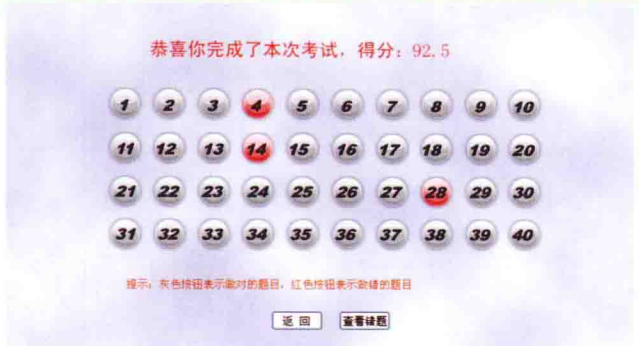 恭喜你完成了本次考试，得分：92.5
1 2 3 4 5 6 7 8 9 10
11 12 13 14 15 16 17 18 19 20
21 22 23 24 25 26 27 28 29 30
31 32 33 34 35 36 37 38 39 40
提示：灰色按钮表示做对的题目，红色按钮表示做错的题目
返回 查看错题